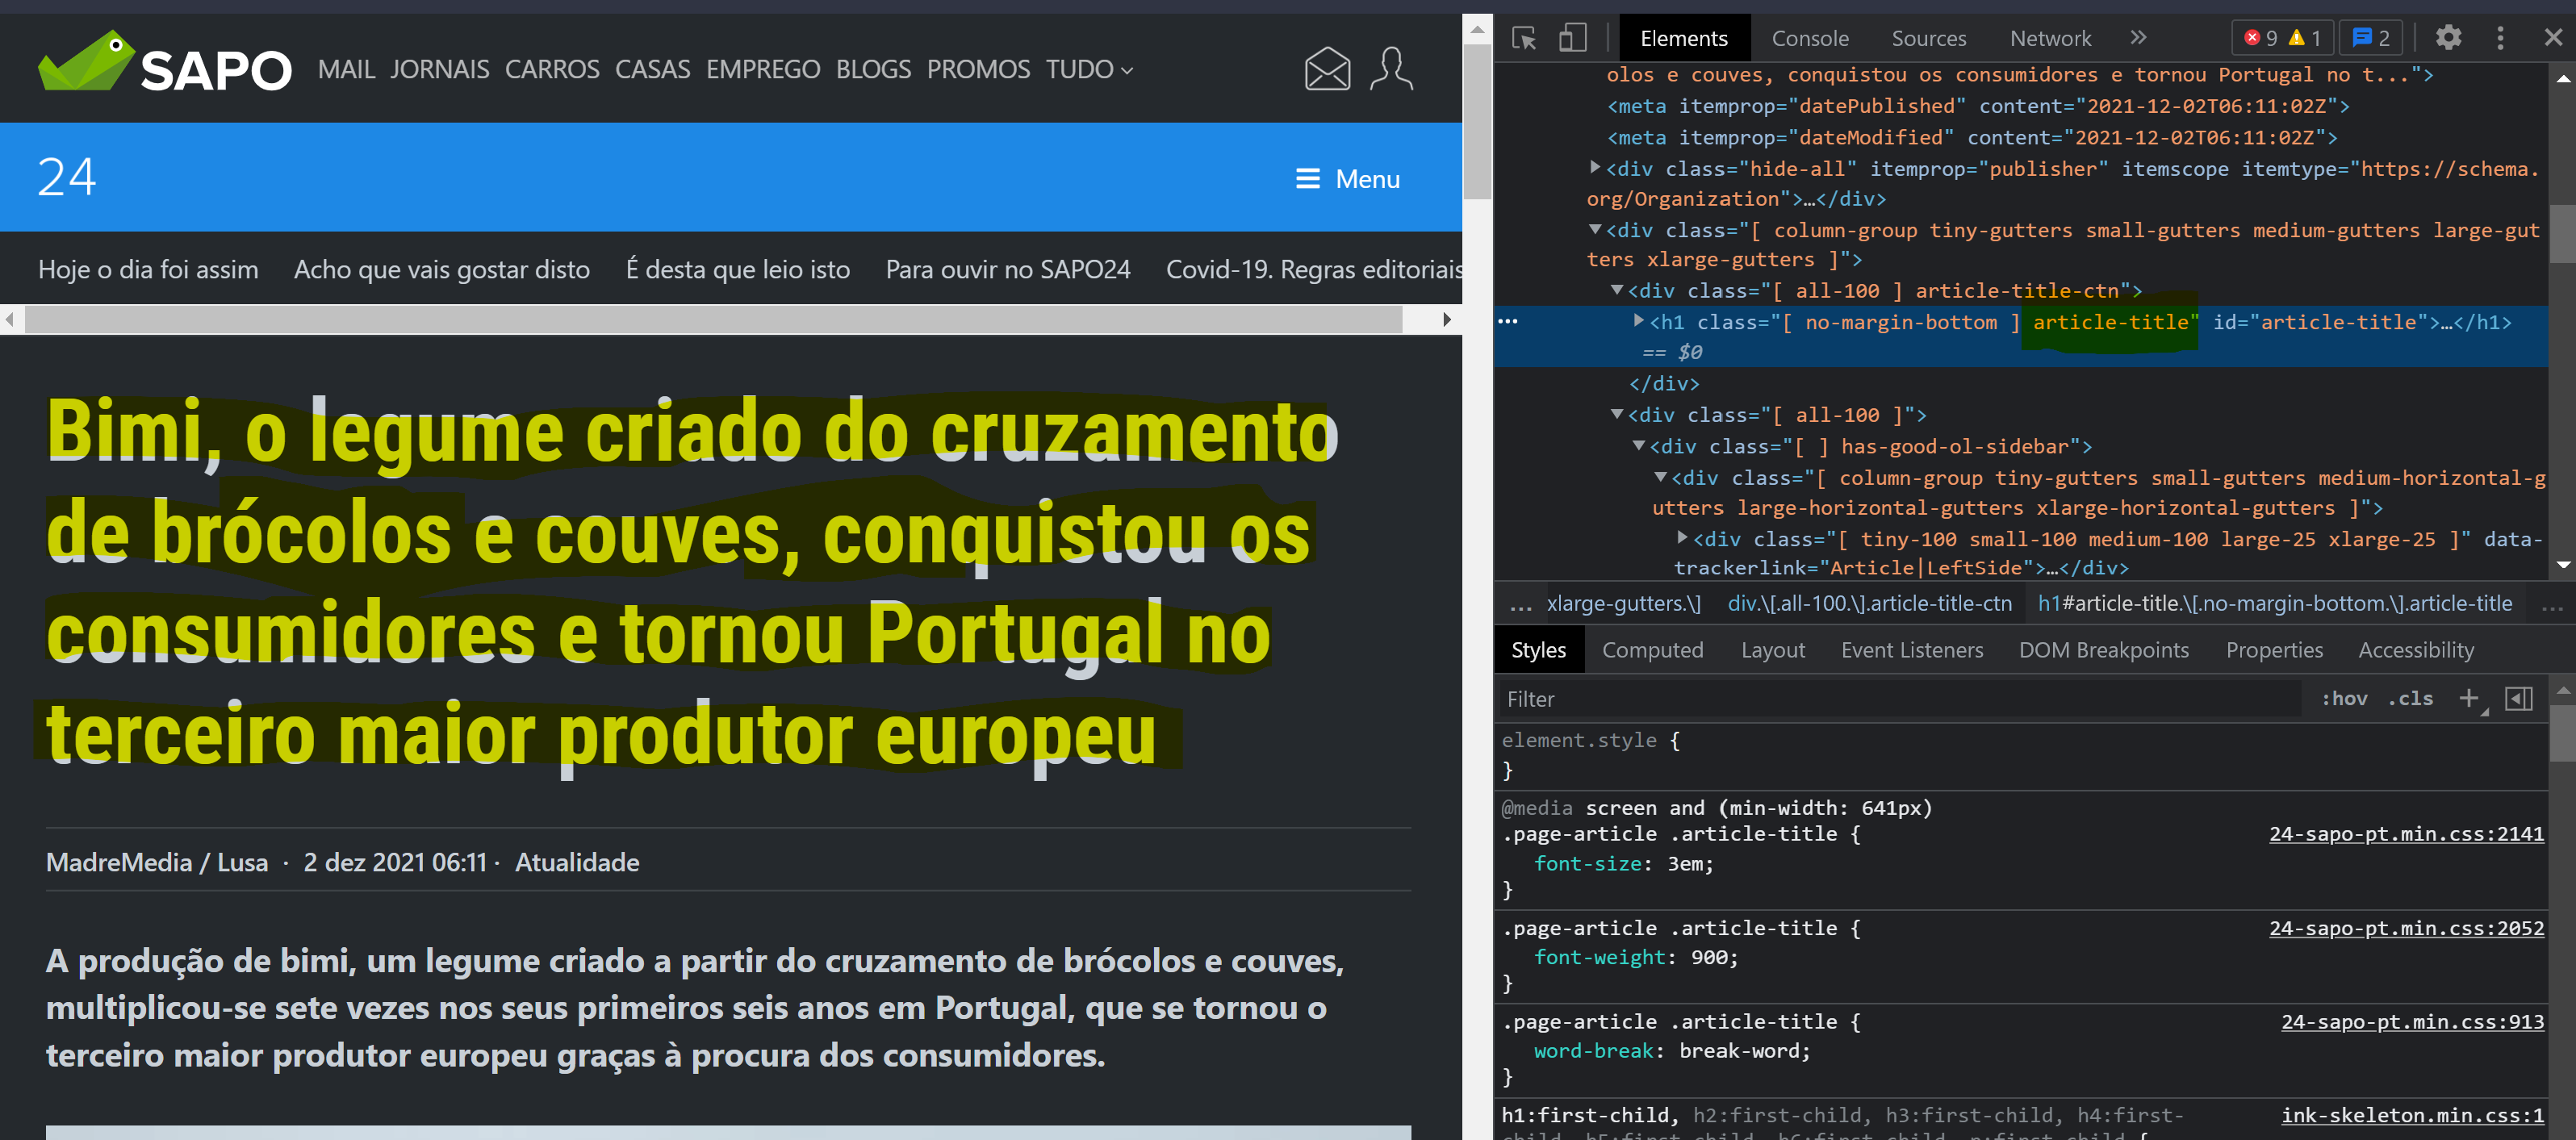 SAPO MAIL JORNAIS CARROS CASAS EMPREGO BLOGS PROMOS TUDO
24
Menu
Hoje o dia foi assim Acho que vais gostar disto É desta que leio isto Para ouvir no SAPO24 Covid-19. Regras editoriais
Bimi, o legume criado do cruzamento
de brócolos e couves, conquistou os
consumidores e tornou Portugal no
terceiro maior produtor europeu
MadreMedia / Lusa · 2 dez 2021 06:11 · Atualidade
A produção de bimi, um legume criado a partir do cruzamento de brócolos e couves,
multiplicou-se sete vezes nos seus primeiros seis anos em Portugal, que se tornou o
terceiro maior produtor europeu graças à procura dos consumidores.
Elements Console Sources Network » 9 1 2
olos e couves, conquistou os consumidores e tornou Portugal no t...">
<meta itemprop="datePublished" content="2021-12-02T06:11:02Z">
<meta itemprop="dateModified" content="2021-12-02T06:11:02Z">
<div class="hide-all" itemprop="publisher" itemscope itemtype="https://schema.
org/Organization">…</div>
<div class="[ column-group tiny-gutters small-gutters medium-gutters large-gut
ters xlarge-gutters ]">
<div class="[ all-100 ] article-title-ctn">
<h1 class="[ no-margin-bottom ] article-title" id="article-title">…</h1>
== $0
</div>
<div class="[ all-100 ]">
<div class="[ ] has-good-ol-sidebar">
<div class="[ column-group tiny-gutters small-gutters medium-horizontal-g
utters large-horizontal-gutters xlarge-horizontal-gutters ]">
<div class="[ tiny-100 small-100 medium-100 large-25 xlarge-25 ]" data-
trackerlink="Article|LeftSide">…</div>
... xlarge-gutters.\] div.\[.all-100.\].article-title-ctn h1#article-title.\[.no-margin-bottom.\].article-title ...
Styles Computed Layout Event Listeners DOM Breakpoints Properties Accessibility
Filter :hov .cls +
element.style {
}
@media screen and (min-width: 641px)
.page-article .article-title { 24-sapo-pt.min.css:2141
font-size: 3em;
}
.page-article .article-title { 24-sapo-pt.min.css:2052
font-weight: 900;
}
.page-article .article-title { 24-sapo-pt.min.css:913
word-break: break-word;
}
h1:first-child, h2:first-child, h3:first-child, h4:first- ink-skeleton.min.css:1
child, h5:first-child, h6:first-child, p:first-child {